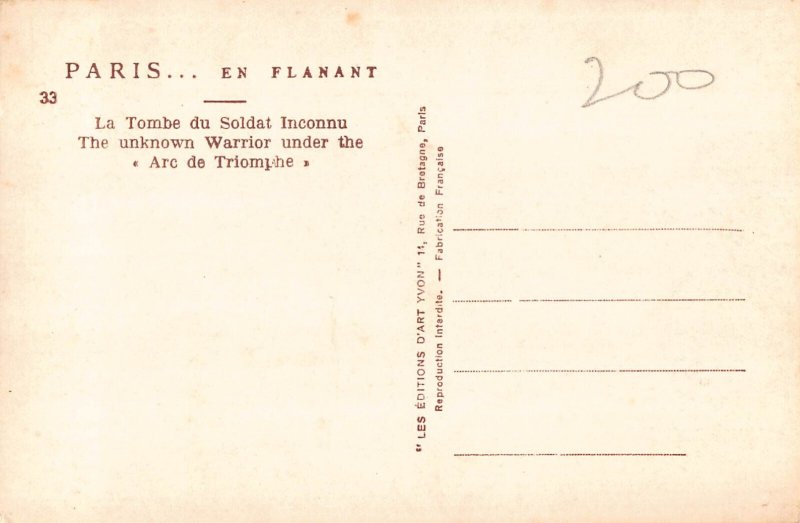 PARIS... EN FLANANT
33
La Tombe du Soldat Inconnu
The unknown Warrior under the
« Arc de Triomphe »
200
"LES ÉDITIONS D'ART YVON" 11, Rue de Bretagne, Paris
Reproduction Interdite. — Fabrication Française